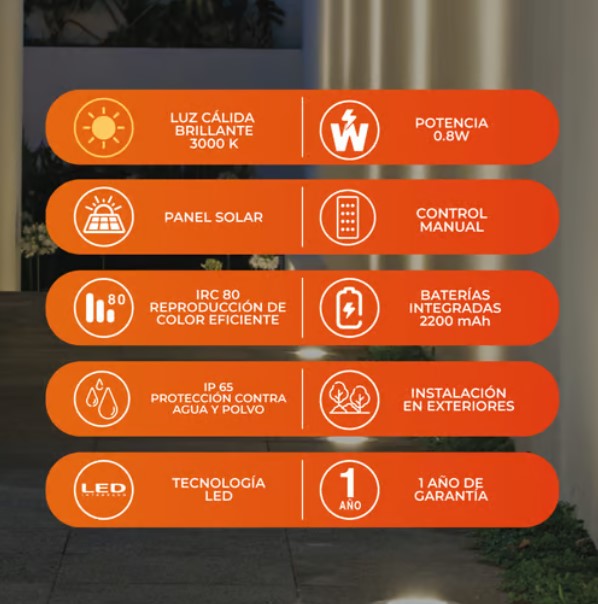 LUZ CÁLIDA
BRILLANTE
3000 K
W
POTENCIA
0.8W
PANEL SOLAR
CONTROL
MANUAL
80
IRC 80
REPRODUCCIÓN DE
COLOR EFICIENTE
BATERÍAS
INTEGRADAS
2200 mAh
IP 65
PROTECCIÓN CONTRA
AGUA Y POLVO
INSTALACIÓN
EN EXTERIORES
LED
INTEGRADO
TECNOLOGÍA
LED
1
AÑO
1 AÑO DE
GARANTÍA